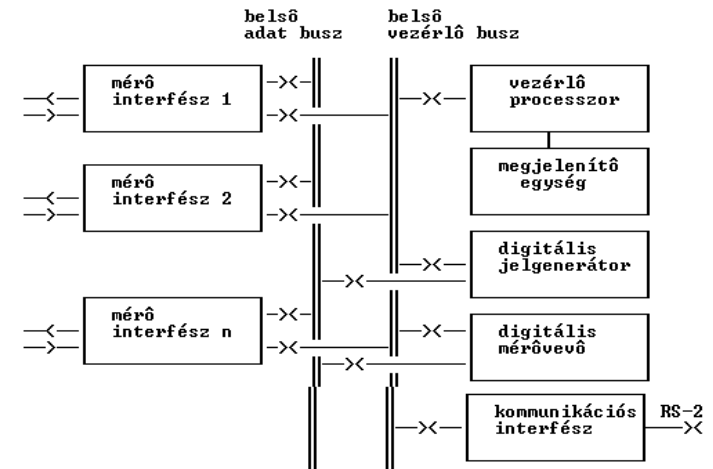 belsô
adat busz
belsô
vezérlô busz
mérô
interfész 1
vezérlô
processzor
megjelenítô
egység
mérô
interfész 2
digitális
jelgenerátor
mérô
interfész n
digitális
mérôvevô
kommunikációs
interfész
RS-2